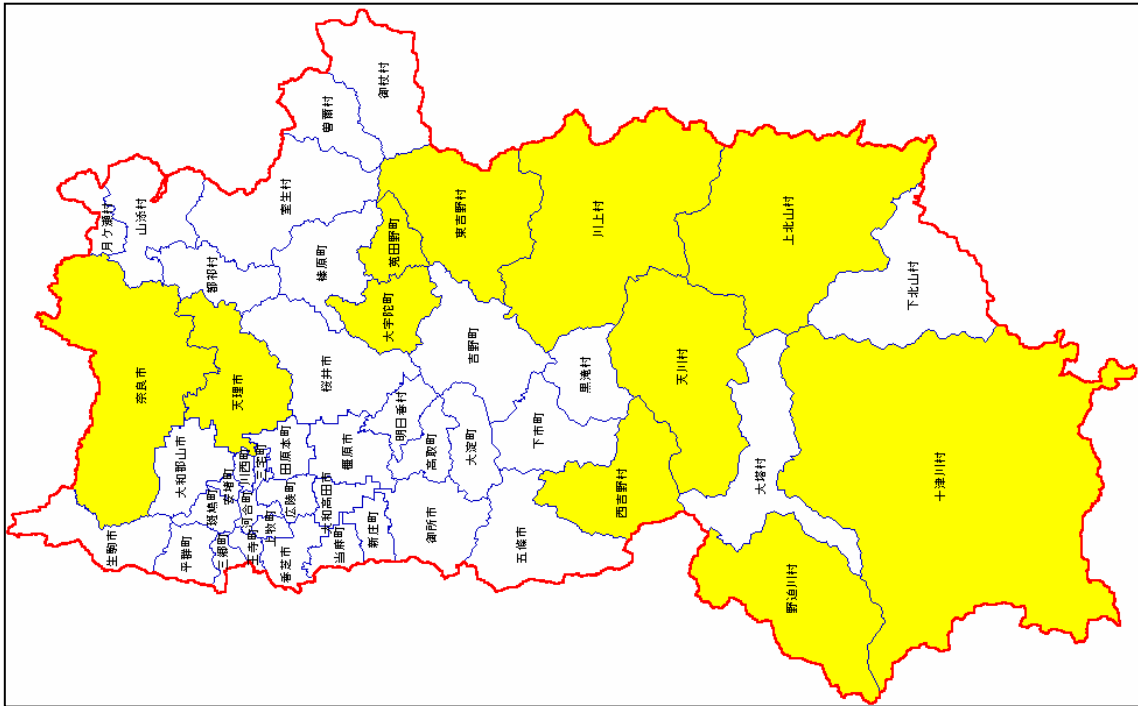 生駒市
奈良市
月ケ瀬村
山添村
平群町
大和郡山市
都祁村
斑鳩町
三郷町
安堵町
天理市
川西町
河合町
王寺町
三宅町
上牧町
田原本町
広陵町
香芝市
室生村
榛原町
曽爾村
桜井市
大和高田市
当麻町
橿原市
新庄町
御杖村
菟田野町
大宇陀町
明日香村
高取町
御所市
東吉野村
吉野町
大淀町
五條市
下市町
黒滝村
川上村
西吉野村
天川村
大塔村
上北山村
野迫川村
下北山村
十津川村